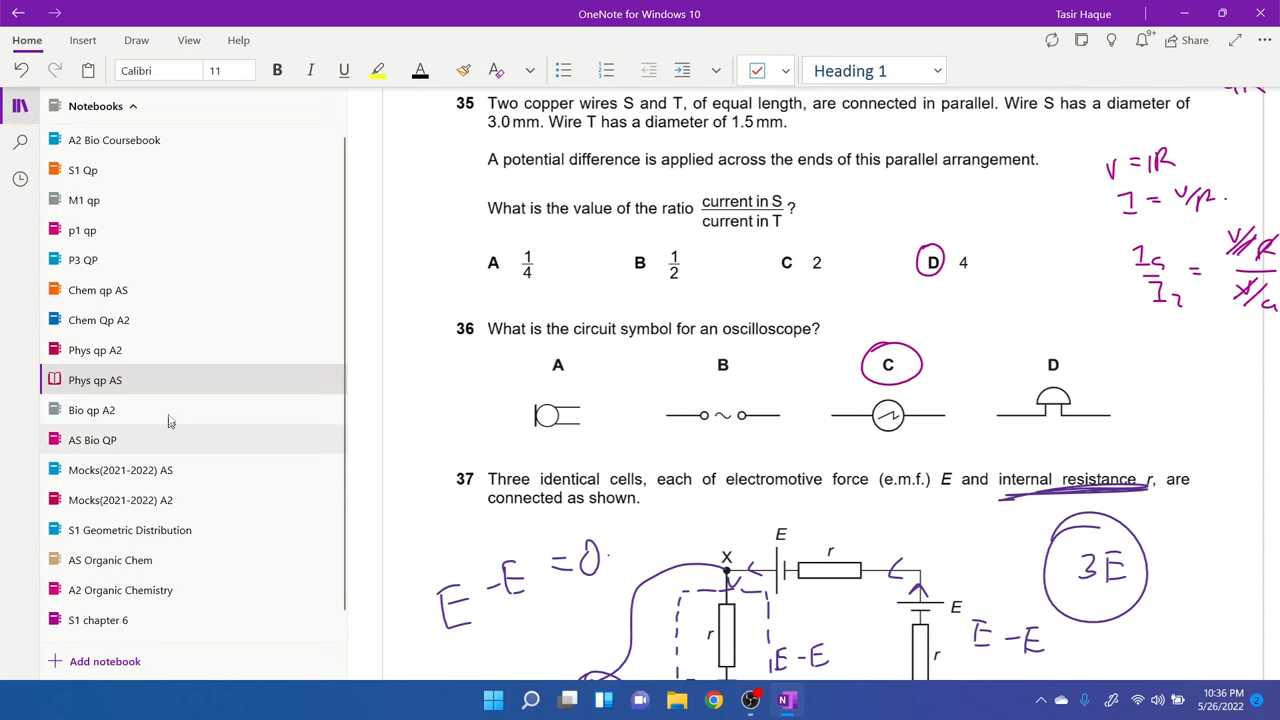 OneNote for Windows 10
Tasir Haque
Home
Insert
Draw
View
Help
9+
Share
Calibri
11
B
I
U
A
Heading 1
Notebooks
A2 Bio Coursebook
S1 Qp
M1 qp
p1 qp
P3 QP
Chem qp AS
Chem Qp A2
Phys qp A2
Phys qp AS
Bio qp A2
AS Bio QP
Mocks(2021-2022) AS
Mocks(2021-2022) A2
S1 Geometric Distribution
AS Organic Chem
A2 Organic Chemistry
S1 chapter 6
Add notebook
35 Two copper wires S and T, of equal length, are connected in parallel. Wire S has a diameter of
3.0 mm. Wire T has a diameter of 1.5 mm.
A potential difference is applied across the ends of this parallel arrangement.
What is the value of the ratio current in S / current in T ?
A 1/4 B 1/2 C 2 D 4
V = IR
I = V/R.
36 What is the circuit symbol for an oscilloscope?
A B C D
37 Three identical cells, each of electromotive force (e.m.f.) E and internal resistance r, are
connected as shown.
E - E = 0
X
E
r
3E
E
E - E
r
E - E
r
10:36 PM
5/26/2022
2